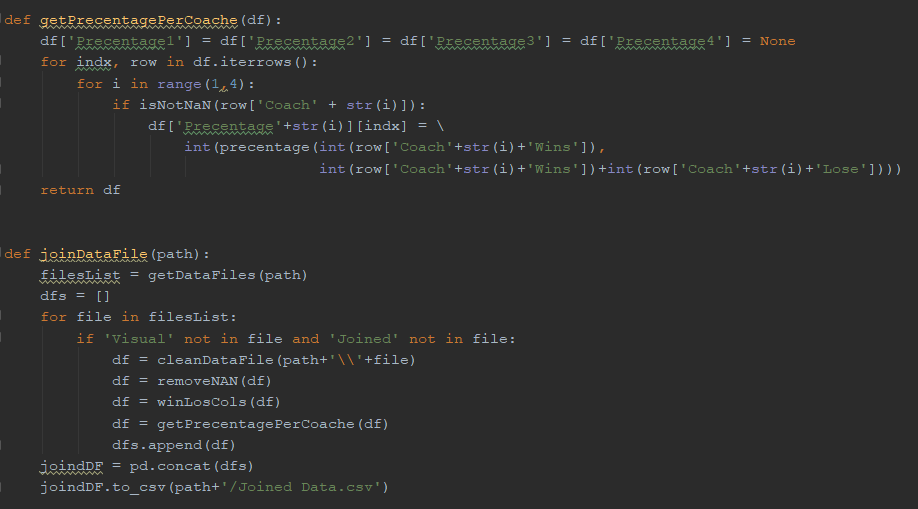 def getPrecentagePerCoache(df):
    df['Precentage1'] = df['Precentage2'] = df['Precentage3'] = df['Precentage4'] = None
    for indx, row in df.iterrows():
        for i in range(1,4):
            if isNotNaN(row['Coach' + str(i)]):
                df['Precentage'+str(i)][indx] = \
                    int(precentage(int(row['Coach'+str(i)+'Wins']),
                                   int(row['Coach'+str(i)+'Wins'])+int(row['Coach'+str(i)+'Lose'])))
    return df
def joinDataFile(path):
    filesList = getDataFiles(path)
    dfs = []
    for file in filesList:
        if 'Visual' not in file and 'Joined' not in file:
            df = cleanDataFile(path+'\\'+file)
            df = removeNAN(df)
            df = winLosCols(df)
            df = getPrecentagePerCoache(df)
            dfs.append(df)
    joindDF = pd.concat(dfs)
    joindDF.to_csv(path+'/Joined Data.csv')